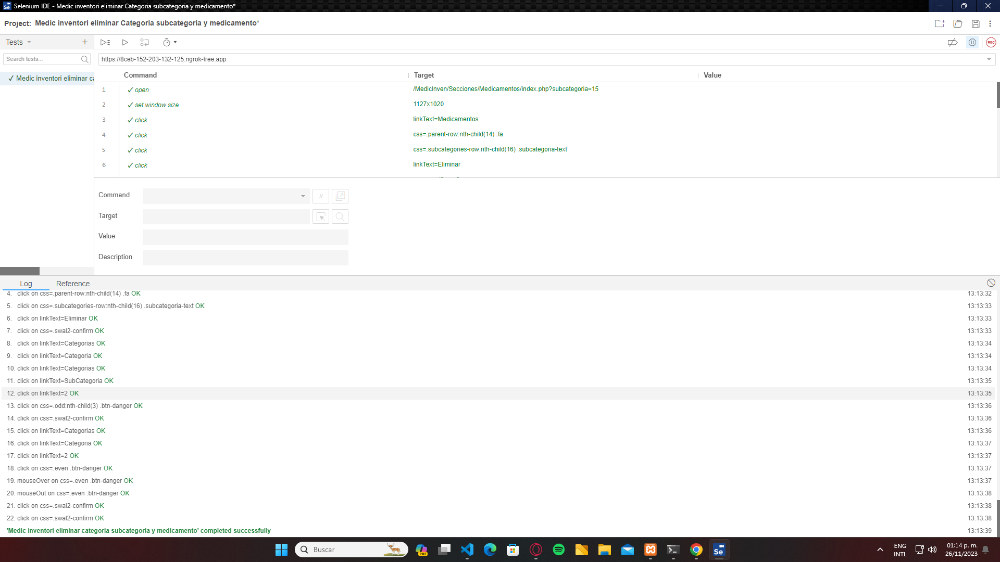 Selenium IDE - Medic inventori eliminar Categoria subcategoria y medicamento*
Project: Medic inventori eliminar Categoria subcategoria y medicamento*
Tests
Search tests...
✓ Medic inventori eliminar ca
REC
https://8ceb-152-203-132-125.ngrok-free.app
Command Target Value
1 ✓ open /MedicInven/Secciones/Medicamentos/index.php?subcategoria=15
2 ✓ set window size 1127x1020
3 ✓ click linkText=Medicamentos
4 ✓ click css=.parent-row:nth-child(14) .fa
5 ✓ click css=.subcategories-row:nth-child(16) .subcategoria-text
6 ✓ click linkText=Eliminar
Command //
Target
Value
Description
Log Reference
4. click on css=.parent-row:nth-child(14) .fa OK 13:13:32
5. click on css=.subcategories-row:nth-child(16) .subcategoria-text OK 13:13:33
6. click on linkText=Eliminar OK 13:13:33
7. click on css=.swal2-confirm OK 13:13:33
8. click on linkText=Categorias OK 13:13:34
9. click on linkText=Categoria OK 13:13:34
10. click on linkText=Categorias OK 13:13:34
11. click on linkText=SubCategoria OK 13:13:35
12. click on linkText=2 OK 13:13:35
13. click on css=.odd:nth-child(3) .btn-danger OK 13:13:36
14. click on css=.swal2-confirm OK 13:13:36
15. click on linkText=Categorias OK 13:13:36
16. click on linkText=Categoria OK 13:13:37
17. click on linkText=2 OK 13:13:37
18. click on css=.even .btn-danger OK 13:13:37
19. mouseOver on css=.even .btn-danger OK 13:13:37
20. mouseOut on css=.even .btn-danger OK 13:13:38
21. click on css=.swal2-confirm OK 13:13:38
22. click on css=.swal2-confirm OK 13:13:38
'Medic inventori eliminar categoria subcategoria y medicamento' completed successfully 13:13:39
Buscar
PRE
Se
ENG
INTL
01:14 p. m.
26/11/2023